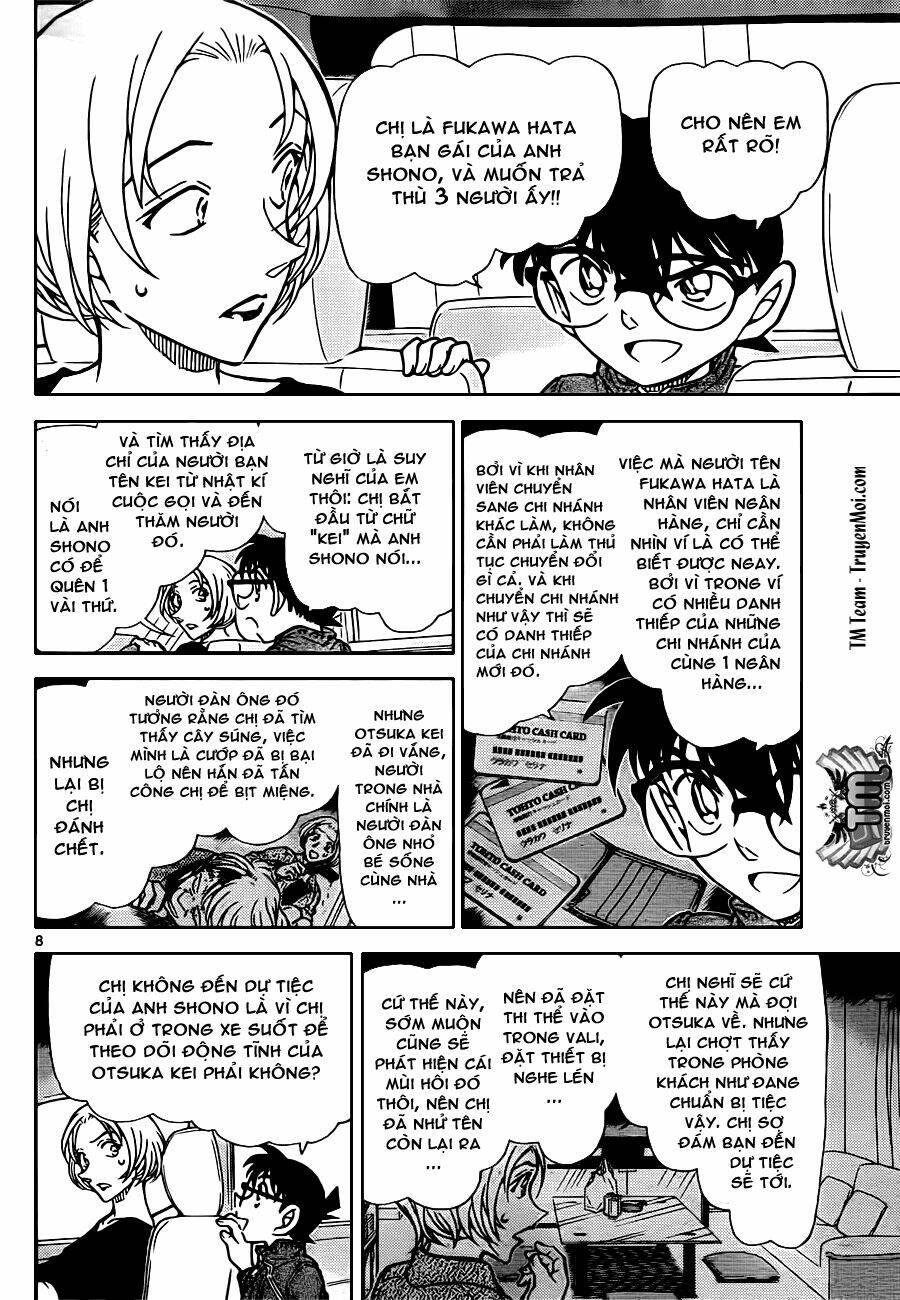 CHO NÊN EM
RẤT RÕ!
CHỊ LÀ FUKAWA HATA
BẠN GÁI CỦA ANH
SHONO, VÀ MUỐN TRẢ
THÙ 3 NGƯỜI ẤY!!
VIỆC MÀ NGƯỜI TÊN
FUKAWA HATA LÀ
NHÂN VIÊN NGÂN
HÀNG, CHỈ CẦN
NHÌN VÍ LÀ CÓ THỂ
BIẾT ĐƯỢC NGAY.
BỞI VÌ TRONG VÍ
CÓ NHIỀU DANH
THIẾP CỦA NHỮNG
CHI NHÁNH CỦA
CÙNG 1 NGÂN
HÀNG...
BỞI VÌ KHI NHÂN
VIÊN CHUYỂN
SANG CHI NHÁNH
KHÁC LÀM, KHÔNG
CẦN PHẢI LÀM THỦ
TỤC CHUYỂN ĐỔI
GÌ CẢ. VÀ KHI
CHUYỂN CHI NHÁNH
NHƯ VẬY THÌ SẼ
CÓ DANH THIẾP
CỦA CHI NHÁNH
MỚI ĐÓ.
TOHTO CASH CARD
TOHTO CASH CARD
TOHTO CASH CARD
TỪ GIỜ LÀ SUY
NGHĨ CỦA EM
THÔI: CHỊ BẮT
ĐẦU TỪ CHỮ
"KEI" MÀ ANH
SHONO NÓI...
VÀ TÌM THẤY ĐỊA
CHỈ CỦA NGƯỜI BẠN
TÊN KEI TỪ NHẬT KÍ
CUỘC GỌI VÀ ĐẾN
THĂM NGƯỜI
ĐÓ.
NÓI
LÀ ANH
SHONO
CÓ ĐỂ
QUÊN 1
VÀI THỨ.
NHƯNG
OTSUKA KEI
ĐÃ ĐI VẮNG,
NGƯỜI
TRONG NHÀ
CHÍNH LÀ
NGƯỜI ĐÀN
ÔNG NHỎ
BÉ SỐNG
CÙNG NHÀ
...
NGƯỜI ĐÀN ÔNG ĐÓ
TƯỞNG RẰNG CHỊ ĐÃ TÌM
THẤY CÂY SÚNG, VIỆC
MÌNH LÀ CƯỚP ĐÃ BỊ BẠI
LỘ NÊN HẮN ĐÃ TẤN
CÔNG CHỊ ĐỂ BỊT MIỆNG.
NHƯNG
LẠI BỊ
CHỊ
ĐÁNH
CHẾT.
8
CHỊ NGHĨ SẼ CỨ
THẾ NÀY MÀ ĐỢI
OTSUKA VỀ. NHƯNG
LẠI CHỢT THẤY
TRONG PHÒNG
KHÁCH NHƯ ĐANG
CHUẨN BỊ TIỆC
VẬY. CHỊ SỢ
ĐÁM BẠN ĐẾN
DỰ TIỆC
SẼ TỚI.
NÊN ĐÃ ĐẶT
THI THỂ VÀO
TRONG VALI,
ĐẶT THIẾT BỊ
NGHE LÉN
...
CỨ THẾ NÀY,
SỚM MUỘN
CŨNG SẼ
PHÁT HIỆN CÁI
MÙI HÔI ĐÓ
THÔI, NÊN CHỊ
ĐÃ NHỬ TÊN
CÒN LẠI RA
...
CHỊ KHÔNG ĐẾN DỰ TIỆC
CỦA ANH SHONO LÀ VÌ CHỊ
PHẢI Ở TRONG XE SUỐT ĐỂ
THEO DÕI ĐỘNG TĨNH CỦA
OTSUKA KEI PHẢI KHÔNG?
TM Team - TruyenMoi.com
TM
truyenmoi.com